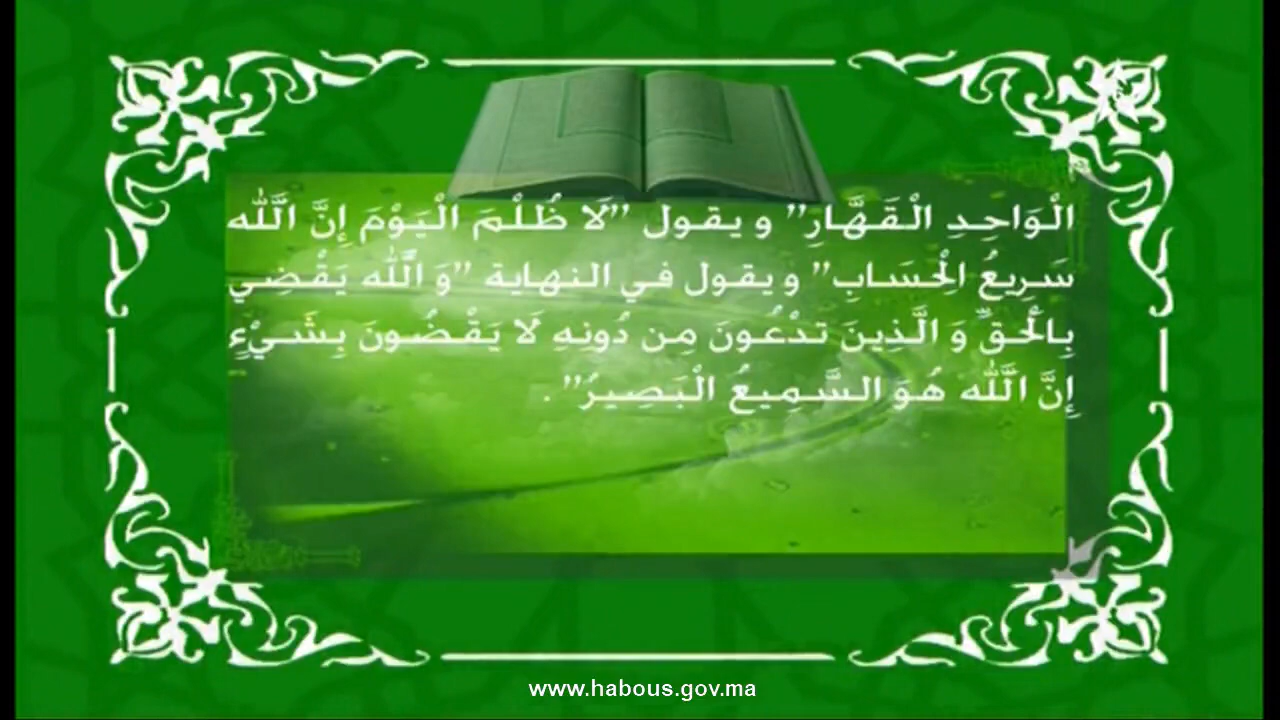 الْوَاحِدِ الْقَهَّارِ” و يقول ”لَا ظُلْمَ الْيَوْمَ إِنَّ اللَّه
سَرِيعُ الْحِسَابِ” و يقول في النهاية ”وَ اللَّه يَقْضِي
بِالْحَقِّ وَ الَّذِينَ تدْعُونَ مِن دُونِهِ لَا يَقْضُونَ بِشَيْءٍ
إِنَّ اللَّه هُوَ السَّمِيعُ الْبَصِيرُ” .
www.habous.gov.ma